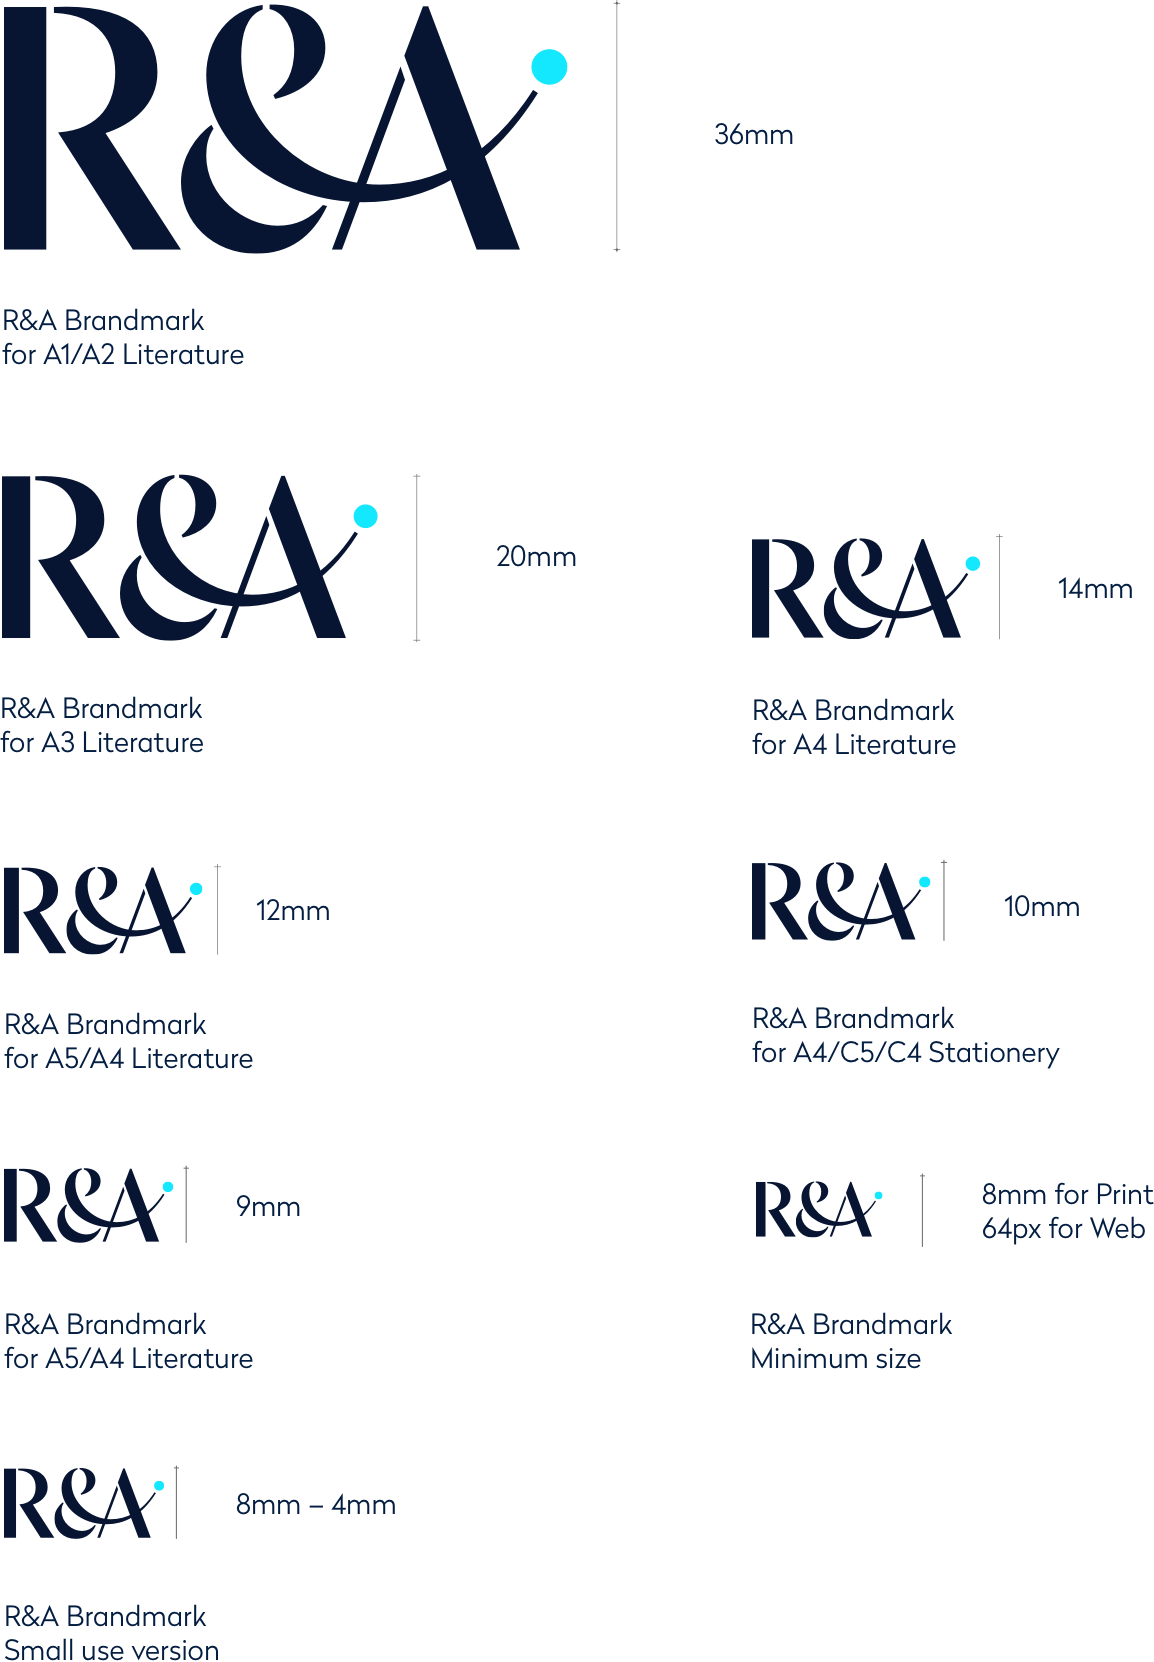 R&A
36mm
R&A Brandmark
for A1/A2 Literature
R&A
20mm
R&A Brandmark
for A3 Literature
R&A
14mm
R&A Brandmark
for A4 Literature
R&A
12mm
R&A Brandmark
for A5/A4 Literature
R&A
10mm
R&A Brandmark
for A4/C5/C4 Stationery
R&A
9mm
R&A Brandmark
for A5/A4 Literature
R&A
8mm for Print
64px for Web
R&A Brandmark
Minimum size
R&A
8mm – 4mm
R&A Brandmark
Small use version